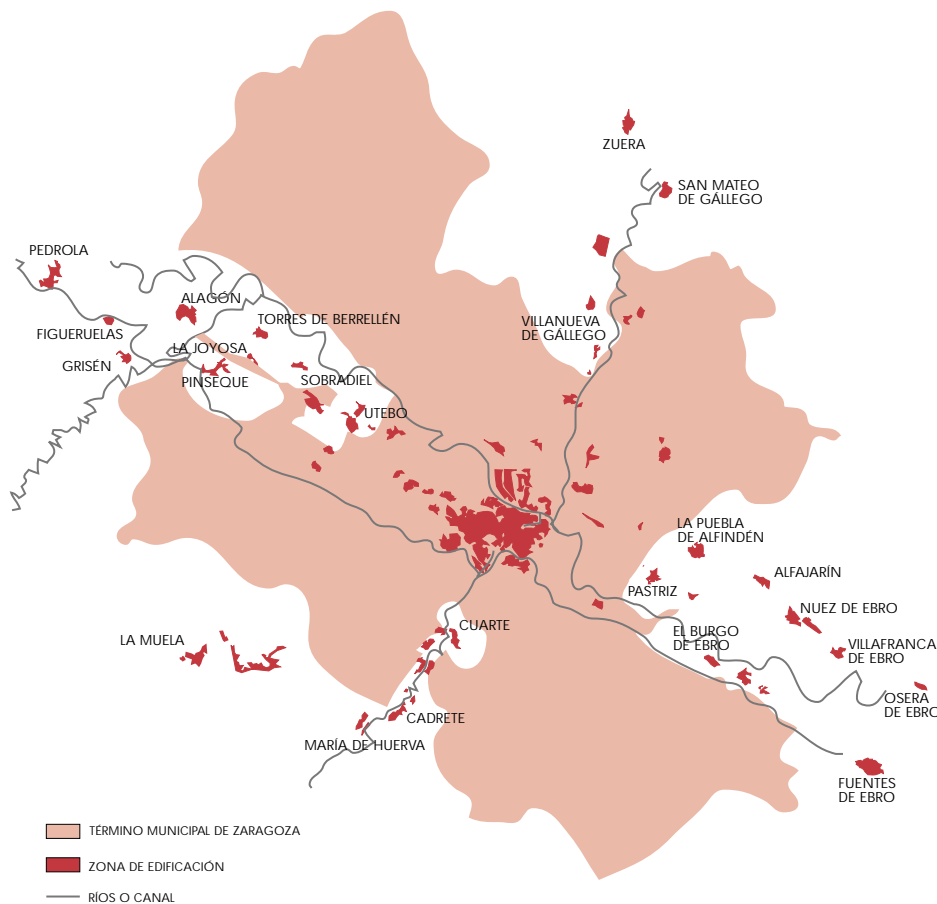 ZUERA
SAN MATEO
DE GÁLLEGO
PEDROLA
ALAGÓN
TORRES DE BERRELLÉN
FIGUERUELAS
VILLANUEVA
DE GÁLLEGO
LA JOYOSA
GRISÉN
PINSEQUE
SOBRADIEL
UTEBO
LA PUEBLA
DE ALFINDÉN
ALFAJARÍN
PASTRIZ
NUEZ DE EBRO
CUARTE
EL BURGO
DE EBRO
LA MUELA
VILLAFRANCA
DE EBRO
OSERA
DE EBRO
CADRETE
MARÍA DE HUERVA
FUENTES
DE EBRO
TÉRMINO MUNICIPAL DE ZARAGOZA
ZONA DE EDIFICACIÓN
RÍOS O CANAL